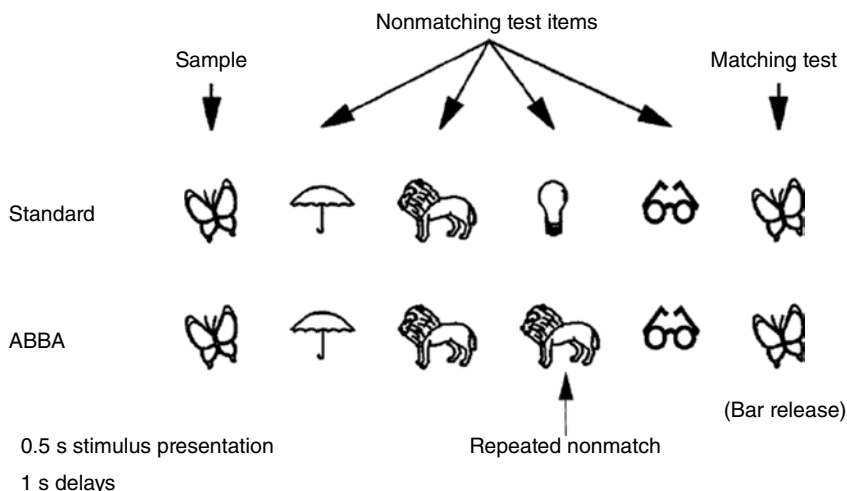 Nonmatching test items
Sample
Matching test
Standard
ABBA
(Bar release)
0.5 s stimulus presentation
Repeated nonmatch
1 s delays